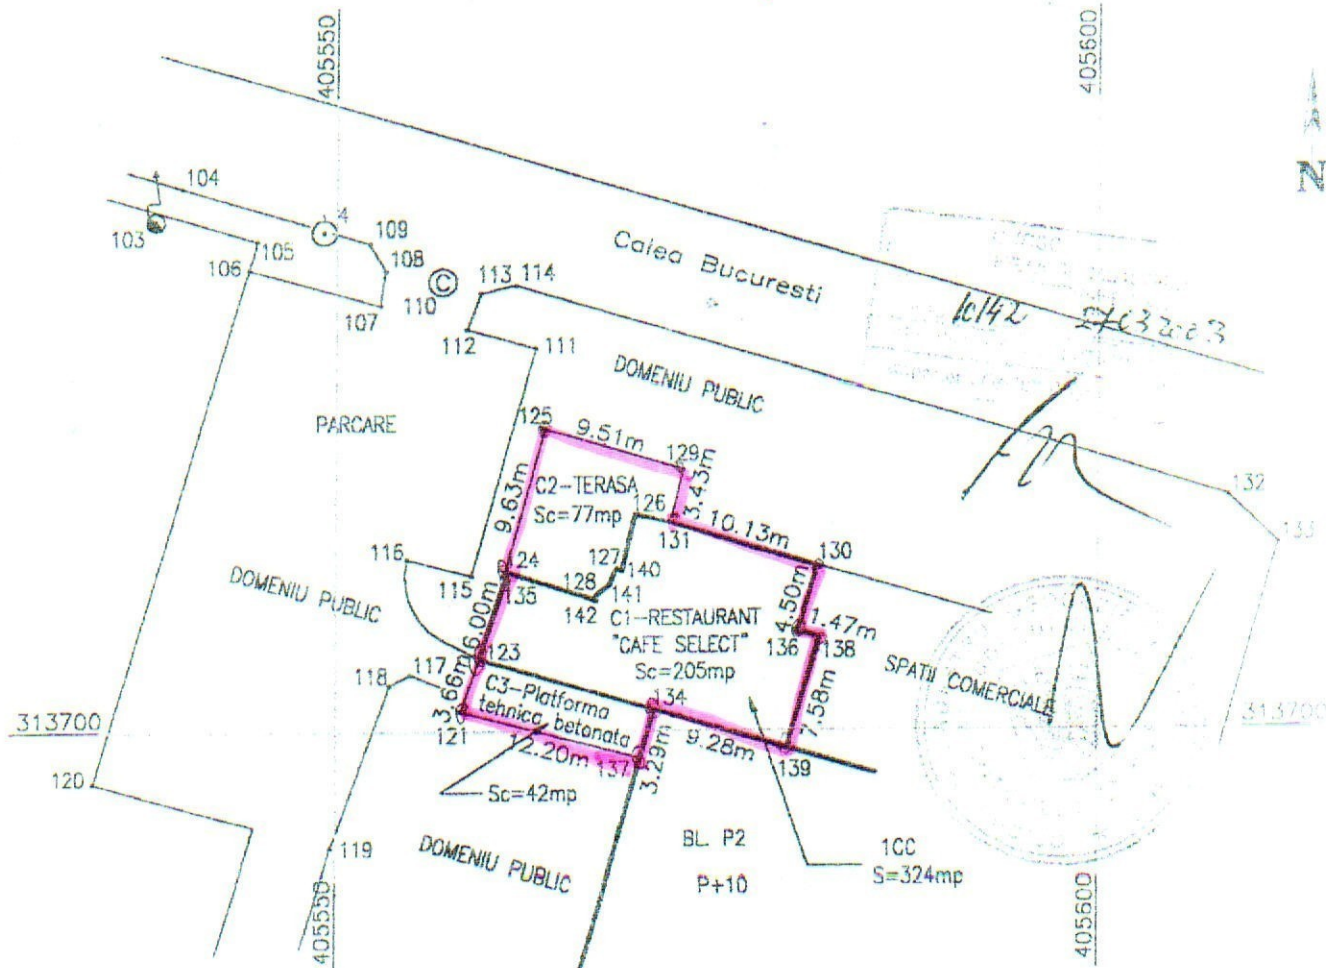 405550
405600
N
104
4
103
109
105
108
106
C
113
114
110
107
112
111
Calea Bucuresti
DOMENIU PUBLIC
PARCARE
125
9.51m
129
3.43m
132
133
C2-TERASA
Sc=77mp
9.63m
126
131
10.13m
130
116
115
124
135
127
140
128
141
142
DOMENIU PUBLIC
6.00m
C1-RESTAURANT
"CAFE SELECT"
Sc=205mp
4.50m
1.47m
136
138
SPATII COMERCIALE
123
117
118
3.66m
C3-Platforma
tehnica betonata
134
7.58m
313700
313700
121
12.20m
137
3.29m
9.28m
139
120
Sc=42mp
119
DOMENIU PUBLIC
BL. P2
P+10
1CC
S=324mp
405550
405600